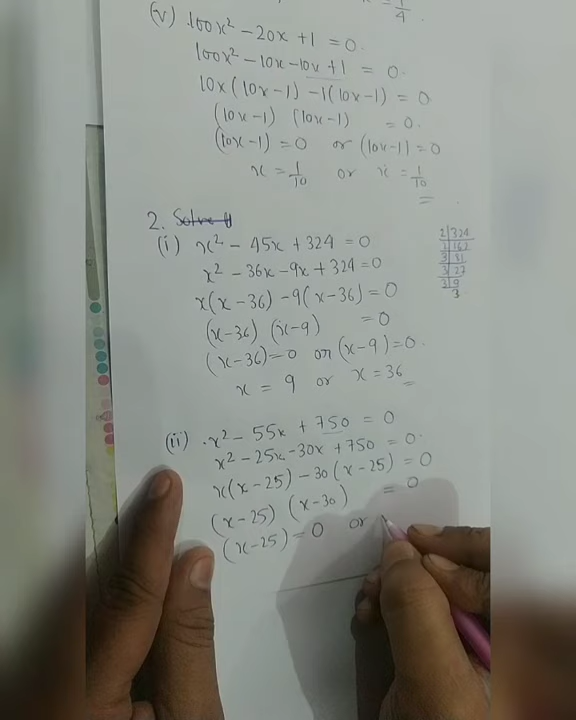 1/4
(v) 100x² - 20x + 1 = 0.
100x² - 10x - 10x + 1 = 0.
10x (10x - 1) - 1 (10x - 1) = 0
(10x - 1) (10x - 1) = 0.
(10x - 1) = 0 or (10x - 1) = 0
x = 1/10 or x = 1/10
2. Solve
(i) x² - 45x + 324 = 0
x² - 36x - 9x + 324 = 0
x(x - 36) - 9(x - 36) = 0
(x - 36) (x - 9) = 0
(x - 36) = 0 or (x - 9) = 0.
x = 9 or x = 36
2 | 324
3 | 81
3 | 27
3 | 9
3
(ii) x² - 55x + 750 = 0
x² - 25x - 30x + 750 = 0.
x(x - 25) - 30(x - 25) = 0
(x - 25) (x - 30) = 0
(x - 25) = 0 or